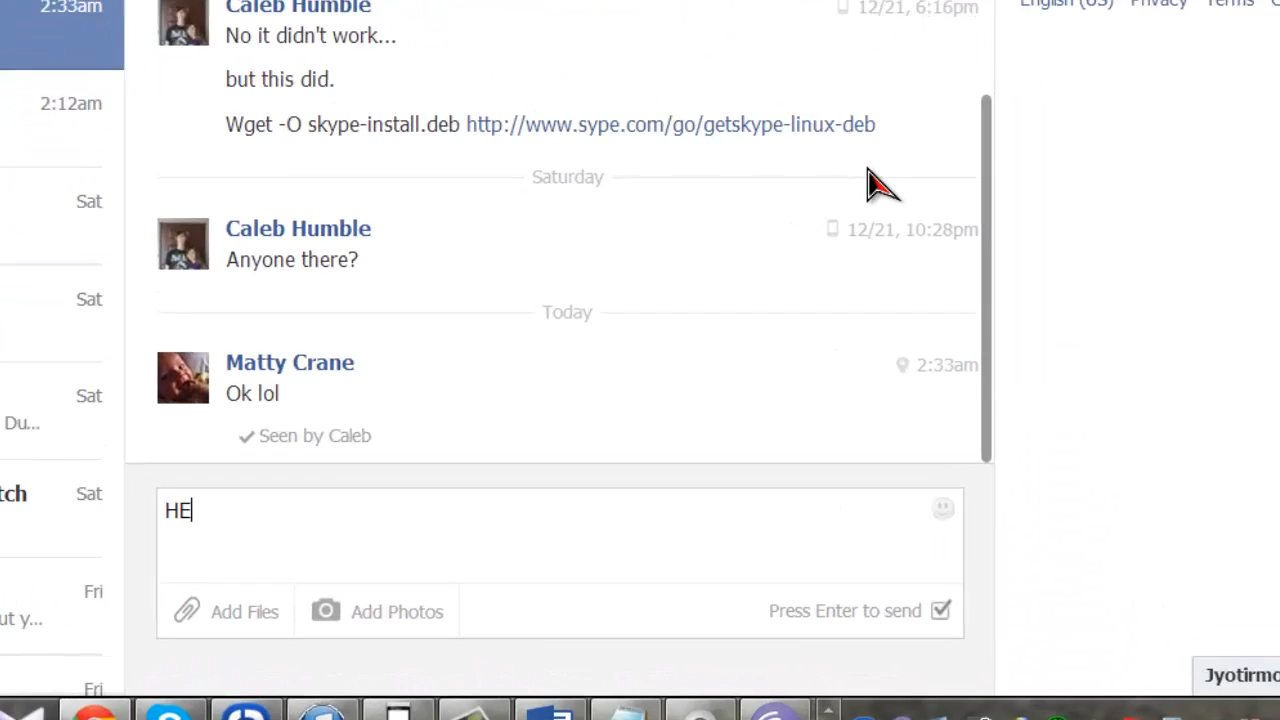 2:33am
Caleb Humble 12/21, 6:16pm
English (US) Privacy Terms
No it didn't work...
but this did.
2:12am
Wget -O skype-install.deb http://www.sype.com/go/getskype-linux-deb
Saturday
Sat
Caleb Humble 12/21, 10:28pm
Anyone there?
Sat
Today
Matty Crane 2:33am
Ok lol
Sat
Du...
Seen by Caleb
tch Sat
HE
Fri
ut y...
Add Files Add Photos Press Enter to send
Jyotirmo
Fri